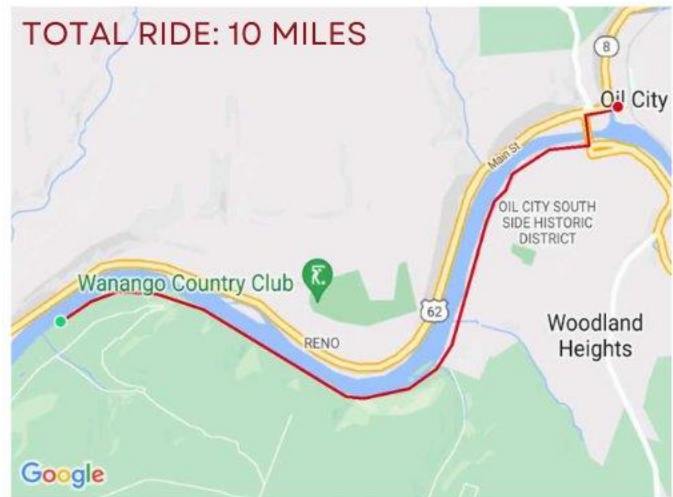 TOTAL RIDE: 10 MILES
8
Oil City
Main St
OIL CITY SOUTH
SIDE HISTORIC
DISTRICT
Wanango Country Club
62
RENO
Woodland
Heights
Google